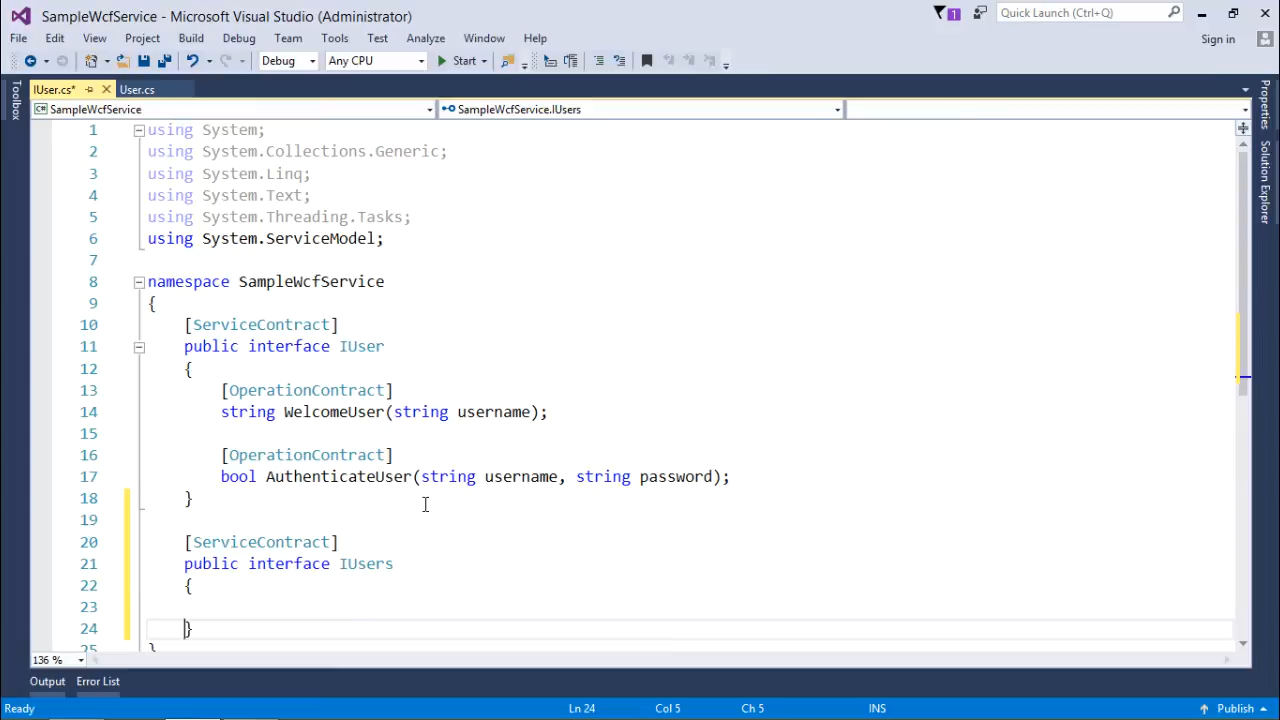 SampleWcfService - Microsoft Visual Studio (Administrator)
1
Quick Launch (Ctrl+Q)
File Edit View Project Build Debug Team Tools Test Analyze Window Help
Sign in
Debug Any CPU Start
IUser.cs* User.cs
SampleWcfService SampleWcfService.IUsers
Toolbox
Properties
Solution Explorer
1 using System;
2 using System.Collections.Generic;
3 using System.Linq;
4 using System.Text;
5 using System.Threading.Tasks;
6 using System.ServiceModel;
7
8 namespace SampleWcfService
9 {
10 [ServiceContract]
11 public interface IUser
12 {
13 [OperationContract]
14 string WelcomeUser(string username);
15
16 [OperationContract]
17 bool AuthenticateUser(string username, string password);
18 }
19
20 [ServiceContract]
21 public interface IUsers
22 {
23
24 }
25 }
136 %
Output Error List
Ready Ln 24 Col 5 Ch 5 INS Publish